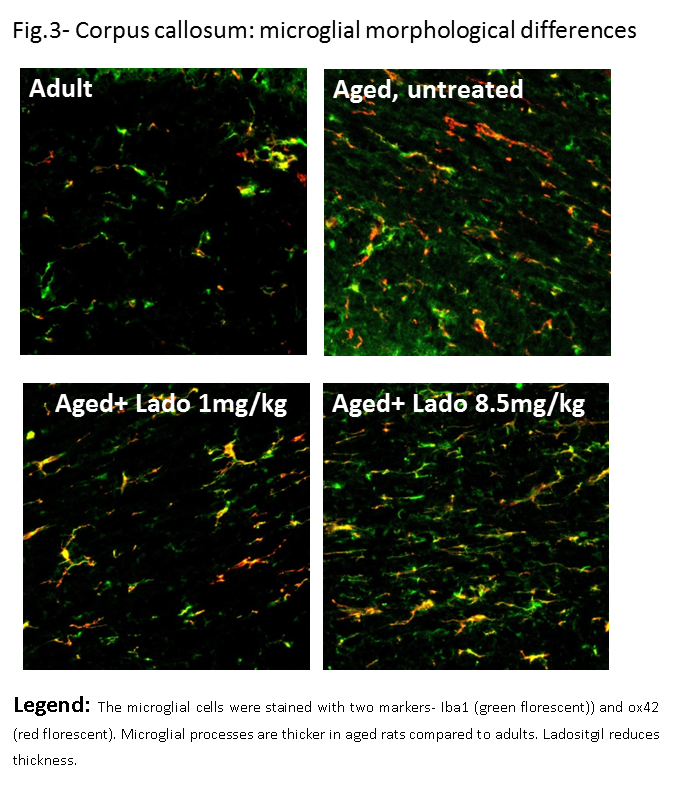 Fig.3- Corpus callosum: microglial morphological differences
Adult
Aged, untreated
Aged+ Lado 1mg/kg
Aged+ Lado 8.5mg/kg
Legend: The microglial cells were stained with two markers- Iba1 (green florescent)) and ox42
(red florescent). Microglial processes are thicker in aged rats compared to adults. Ladositgil reduces
thickness.